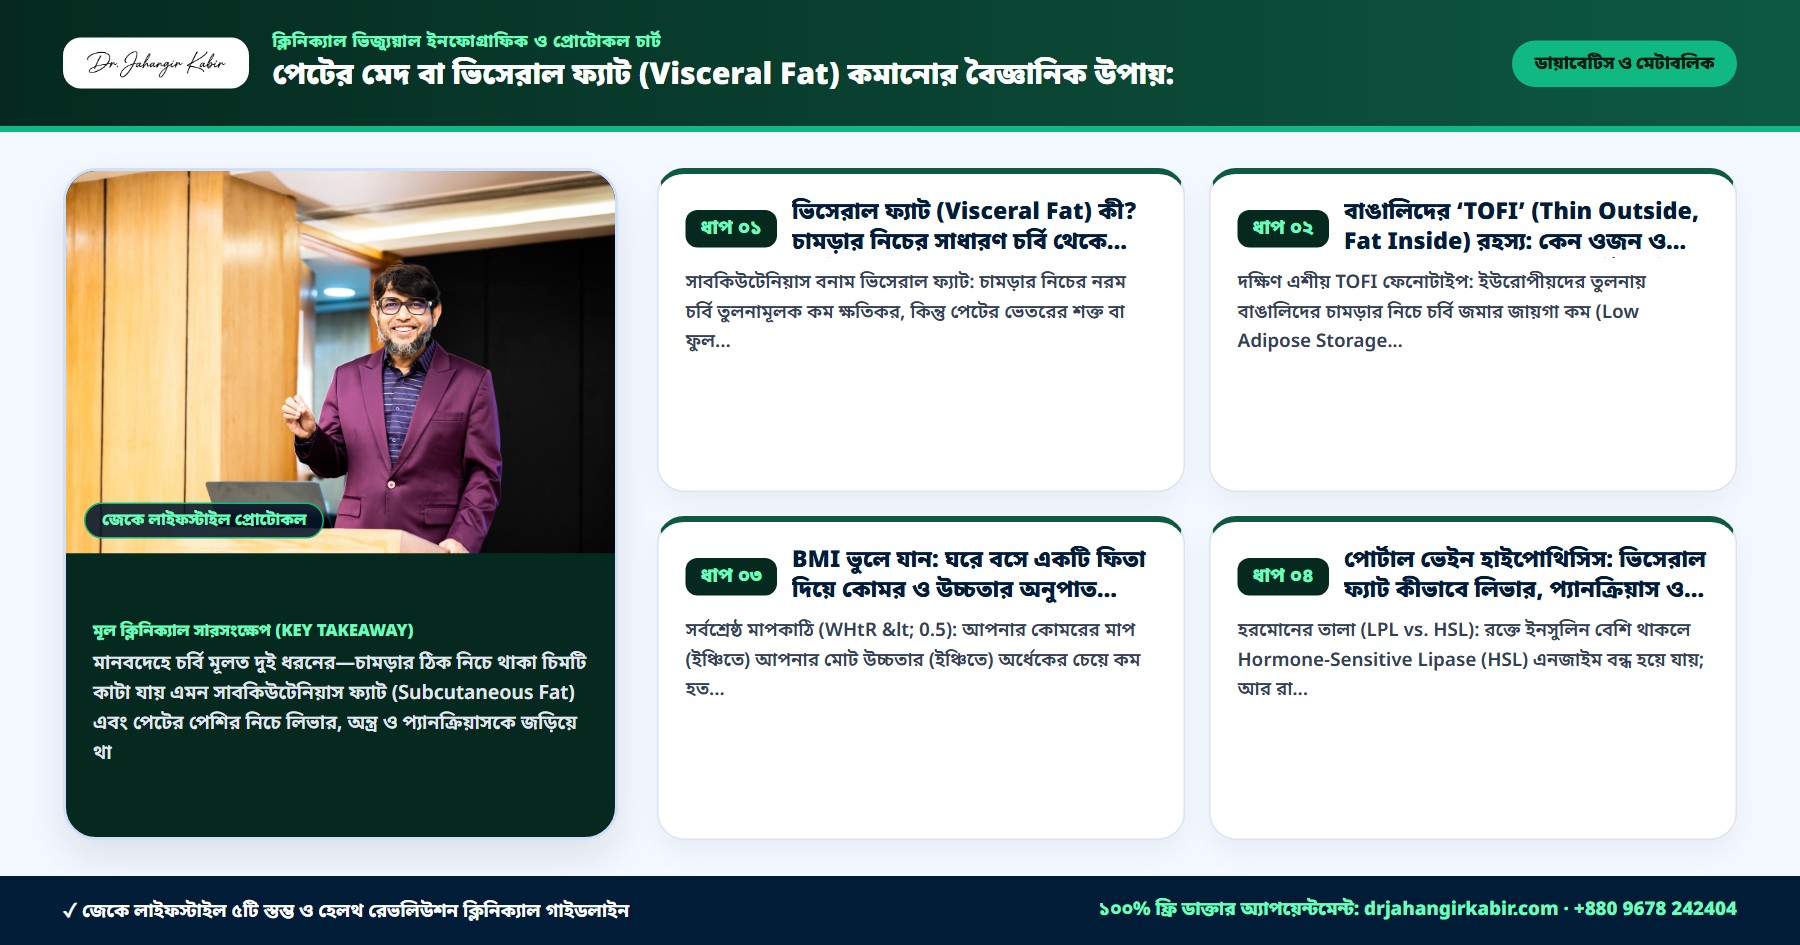 Dr. Jahangir Kabir
ক্লিনিক্যাল ভিজ্যুয়াল ইনফোগ্রাফিক ও প্রোটোকল চার্ট
পেটের মেদ বা ভিসেরাল ফ্যাট (Visceral Fat) কমানোর বৈজ্ঞানিক উপায়:
ডায়াবেটিস ও মেটাবলিক
জেকে লাইফস্টাইল প্রোটোকল
মূল ক্লিনিক্যাল সারসংক্ষেপ (KEY TAKEAWAY)
মানবদেহে চর্বি মূলত দুই ধরনের—চামড়ার ঠিক নিচে থাকা চিমটি
কাটা যায় এমন সাবকিউটেনিয়াস ফ্যাট (Subcutaneous Fat)
এবং পেটের পেশির নিচে লিভার, অন্ত্র ও প্যানক্রিয়াসকে জড়িয়ে
থা
ধাপ ০১
ভিসেরাল ফ্যাট (Visceral Fat) কী?
চামড়ার নিচের সাধারণ চর্বি থেকে...
সাবকিউটেনিয়াস বনাম ভিসেরাল ফ্যাট: চামড়ার নিচের নরম
চর্বি তুলনামূলক কম ক্ষতিকর, কিন্তু পেটের ভেতরের শক্ত বা
ফুল...
ধাপ ০২
বাঙালিদের ‘TOFI’ (Thin Outside,
Fat Inside) রহস্য: কেন ওজন ও...
দক্ষিণ এশীয় TOFI ফেনোটাইপ: ইউরোপীয়দের তুলনায়
বাঙালিদের চামড়ার নিচে চর্বি জমার জায়গা কম (Low
Adipose Storage...
ধাপ ০৩
BMI ভুলে যান: ঘরে বসে একটি ফিতা
দিয়ে কোমর ও উচ্চতার অনুপাত...
সর্বশ্রেষ্ঠ মাপকাঠি (WHtR &lt; 0.5): আপনার কোমরের মাপ
(ইঞ্চিতে) আপনার মোট উচ্চতার (ইঞ্চিতে) অর্ধেকের চেয়ে কম
হত...
ধাপ ০৪
পোর্টাল ভেইন হাইপোথিসিস: ভিসেরাল
ফ্যাট কীভাবে লিভার, প্যানক্রিয়াস ও...
হরমোনের তালা (LPL vs. HSL): রক্তে ইনসুলিন বেশি থাকলে
Hormone-Sensitive Lipase (HSL) এনজাইম বন্ধ হয়ে যায়;
আর রা...
✓ জেকে লাইফস্টাইল ৫টি স্তম্ভ ও হেলথ রেভলিউশন ক্লিনিক্যাল গাইডলাইন
১০০% ফ্রি ডাক্তার অ্যাপয়েন্টমেন্ট: drjahangirkabir.com · +880 9678 242404